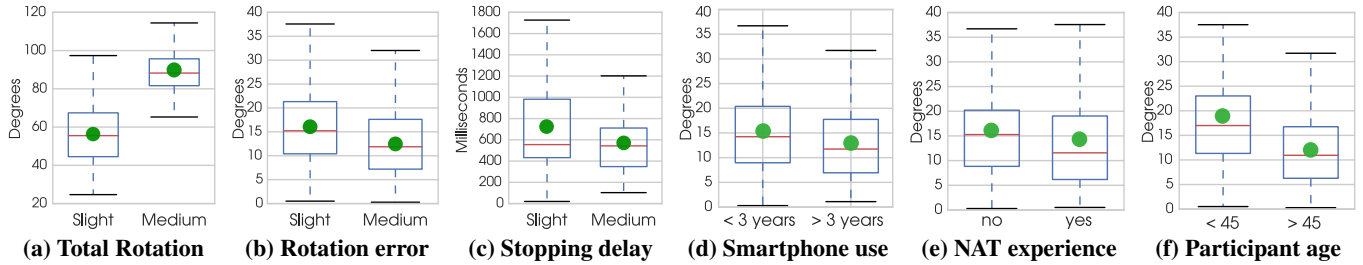 Degrees
120
100
80
60
40
20
Slight Medium
(a) Total Rotation
Degrees
40
35
30
25
20
15
10
5
0
Slight Medium
(b) Rotation error
Milliseconds
1800
1600
1400
1200
1000
800
600
400
200
0
Slight Medium
(c) Stopping delay
Degrees
40
35
30
25
20
15
10
5
0
< 3 years > 3 years
(d) Smartphone use
Degrees
40
35
30
25
20
15
10
5
0
no yes
(e) NAT experience
Degrees
40
35
30
25
20
15
10
5
0
< 45 > 45
(f) Participant age